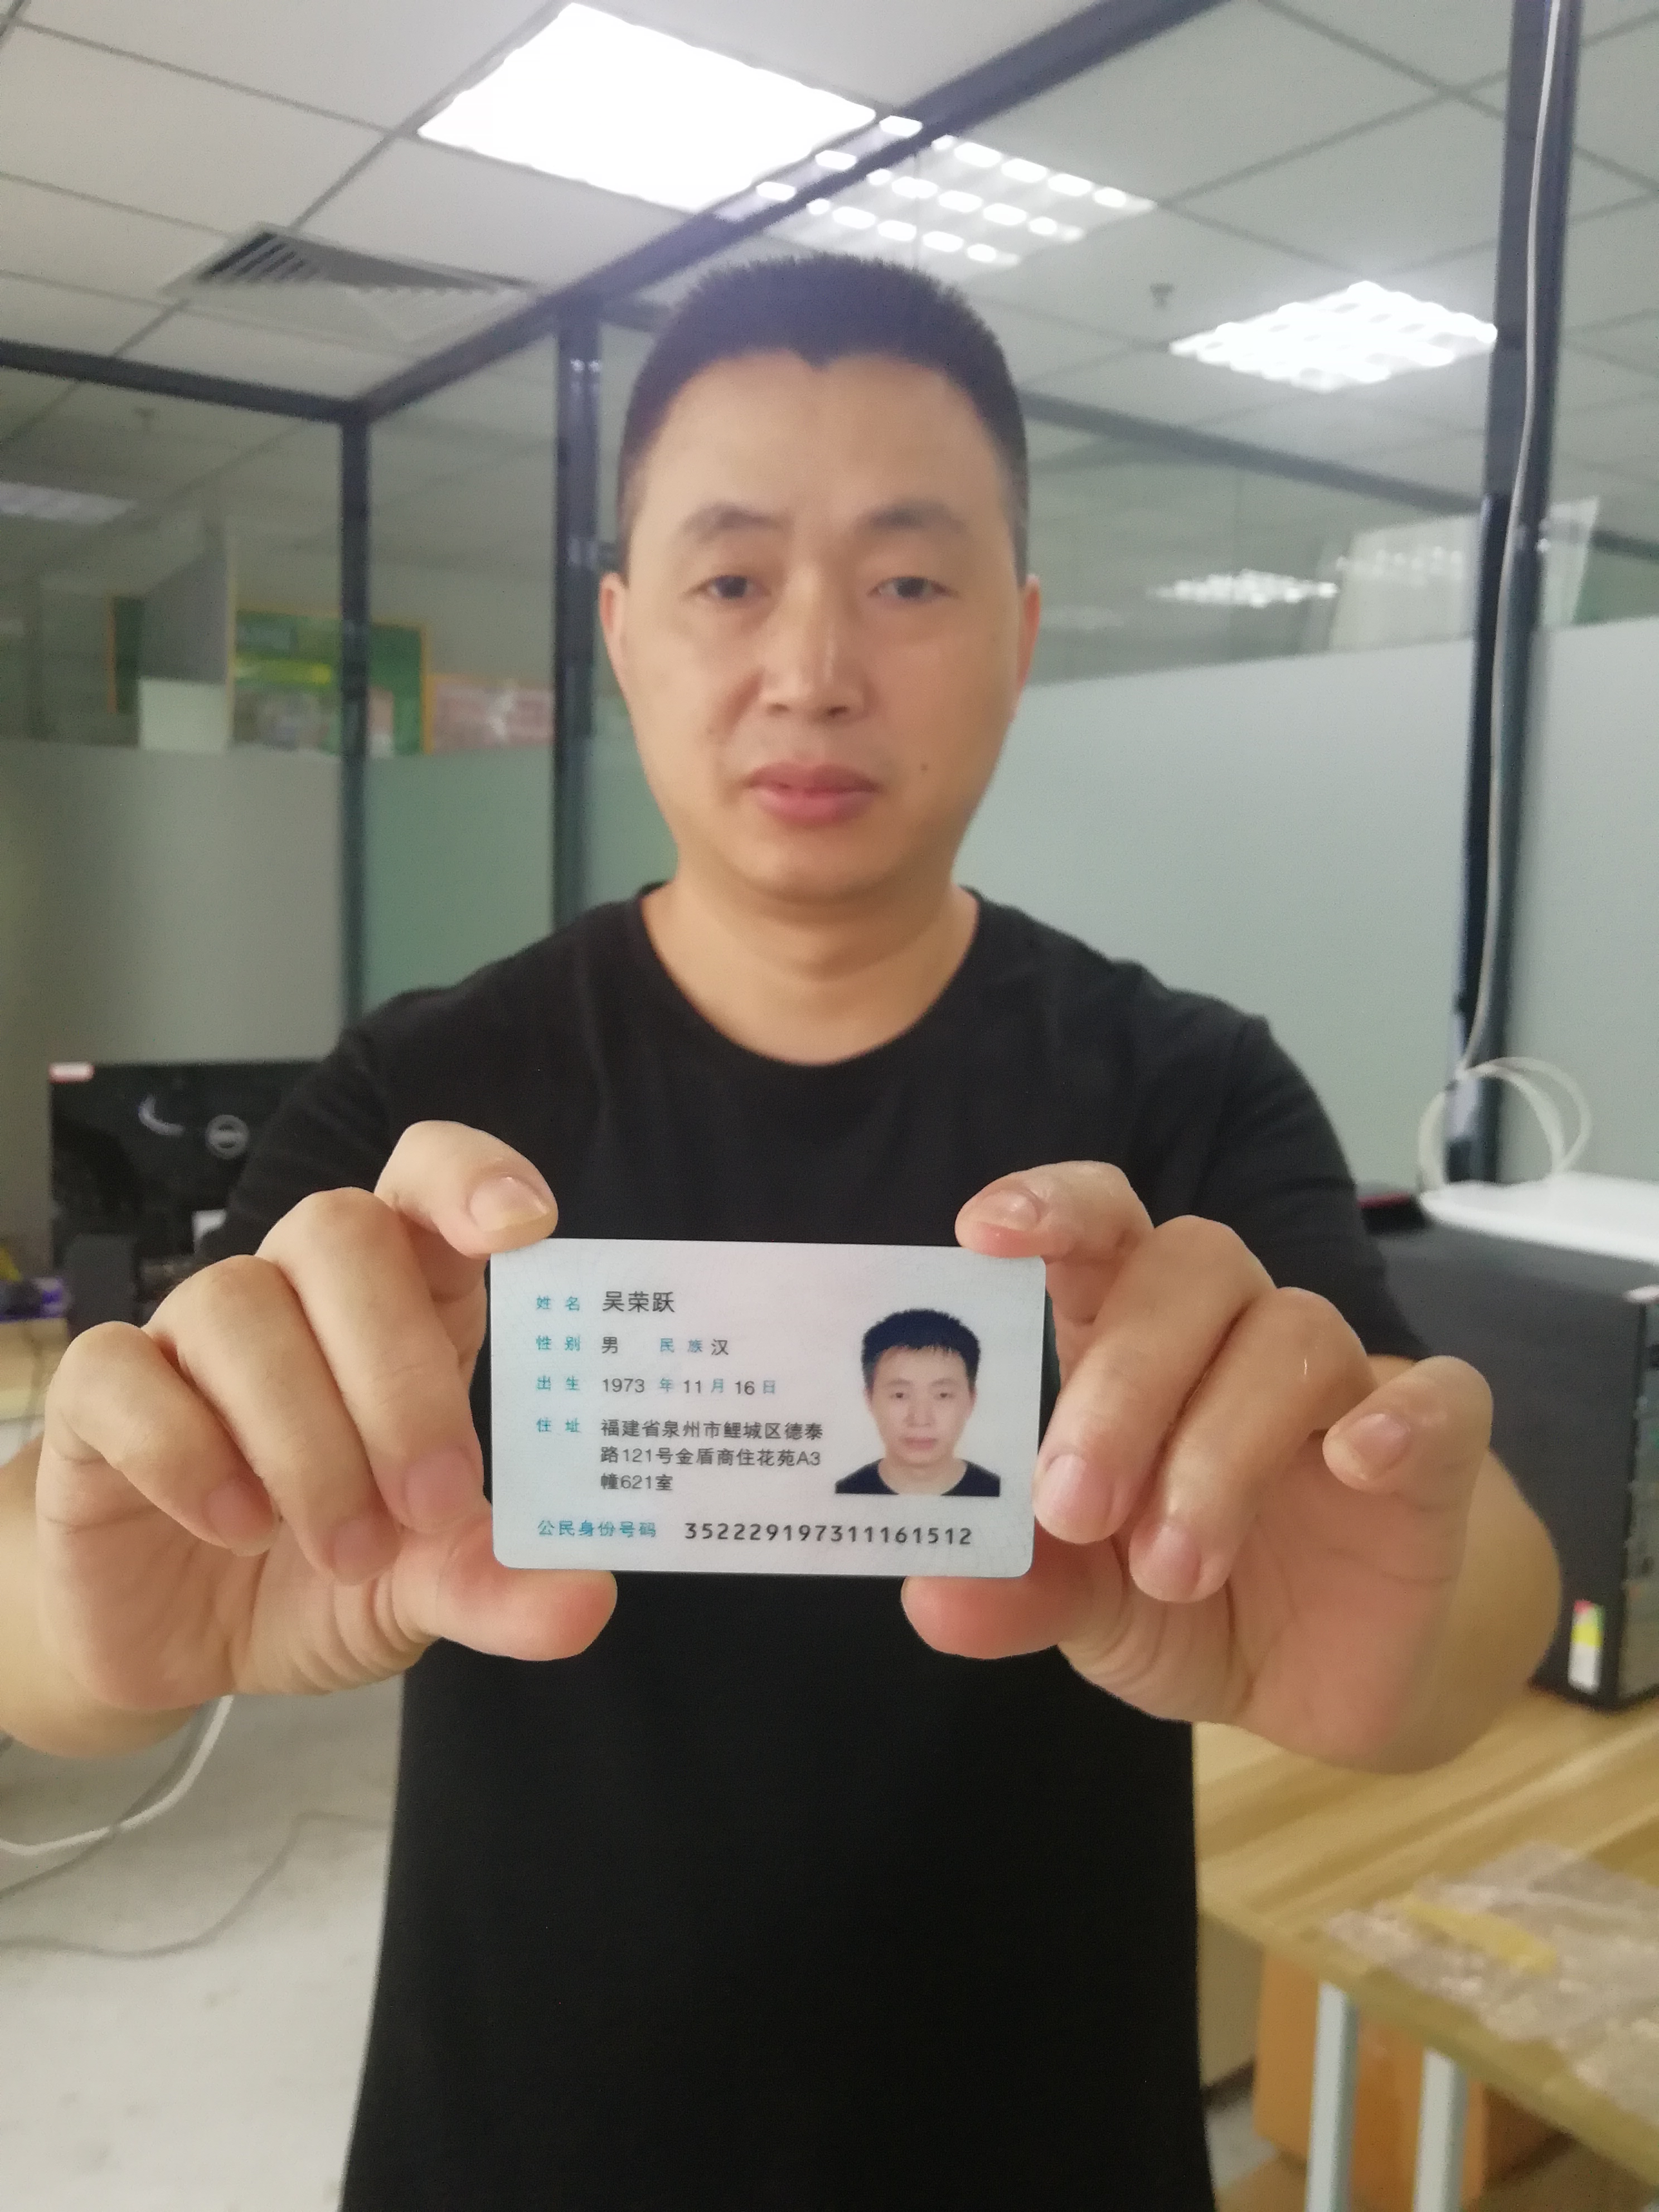 姓名 吴荣跃
性别 男 民族 汉
出生 1973 年 11 月 16 日
住址 福建省泉州市鲤城区德泰
路121号金盾商住花苑A3
幢621室
公民身份号码 352229197311161512